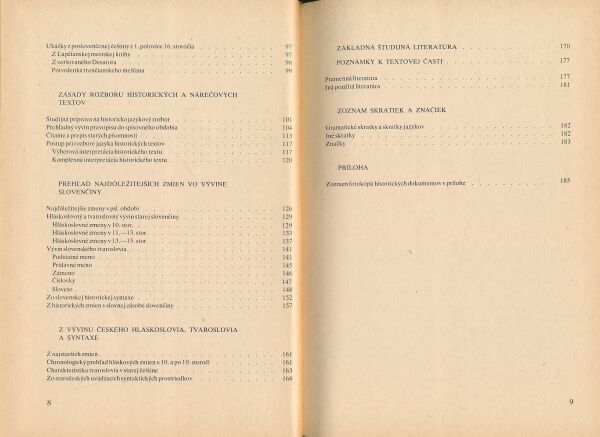 Ukážky z poslovenčenej češtiny z 1. polovice 16. storočia . . . 97
Z Ľupčianskej mestskej knihy . . . 97
Z veršovaného Desatora . . . 98
Potvrdenka trenčianskeho mešťana . . . 99
ZÁSADY ROZBORU HISTORICKÝCH A NÁREČOVÝCH
TEXTOV
Študijná príprava na historickojazykový rozbor . . . 101
Prehľadný vývin pravopisu do spisovného obdobia . . . 104
Čítanie a prepis starých písomností . . . 113
Postup pri rozbore jazyka historických textov . . . 117
Výberová interpretácia historického textu . . . 117
Komplexná interpretácia historického textu . . . 120
PREHĽAD NAJDÔLEŽITEJŠÍCH ZMIEN VO VÝVINE
SLOVENČINY
Najdôležitejšie zmeny v psl. období . . . 126
Hláskoslovný a tvaroslovný vývin starej slovenčiny . . . 129
Hláskoslovné zmeny v 10. stor. . . . 129
Hláskoslovné zmeny v 11.—13. stor. . . . 133
Hláskoslovné zmeny v 13.—15. stor. . . . 137
Vývin slovenského tvaroslovia . . . 141
Podstatné meno . . . 141
Prídavné meno . . . 145
Zámeno . . . 146
Číslovky . . . 147
Sloveso . . . 148
Zo slovenskej historickej syntaxe . . . 152
Z historických zmien v slovnej zásobe slovenčiny . . . 157
Z VÝVINU ČESKÉHO HLÁSKOSLOVIA, TVAROSLOVIA
A SYNTAXE
Z najstarších zmien . . . 161
Chronologický prehľad hláskových zmien v 10. a po 10. storočí . . . 161
Charakteristika tvaroslovia v starej češtine . . . 163
Zo staročeských uvádzacích syntaktických prostriedkov . . . 168
8
ZÁKLADNÁ ŠTUDIJNÁ LITERATÚRA . . . 170
POZNÁMKY K TEXTOVEJ ČASTI . . . 177
Pramenná literatúra . . . 177
Iná použitá literatúra . . . 181
ZOZNAM SKRATIEK A ZNAČIEK
Gramatické skratky a skratky jazykov . . . 182
Iné skratky . . . 182
Značky . . . 183
PRÍLOHA
Zoznam fotokópií historických dokumentov v prílohe . . . 185
9